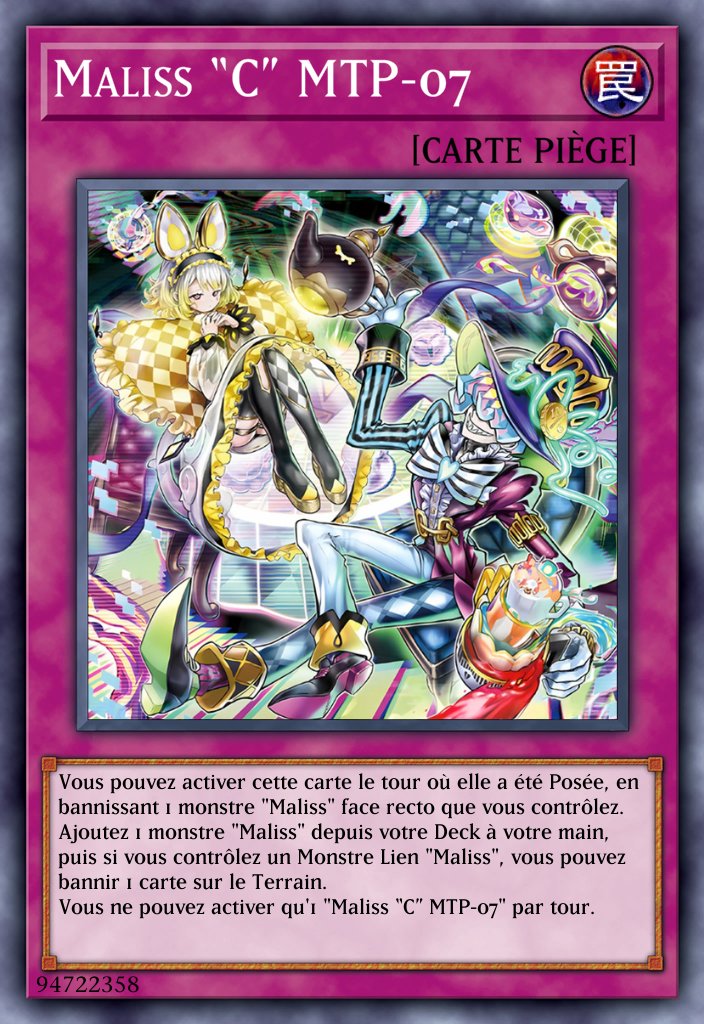 Maliss “C” MTP-07
罠
[CARTE PIÈGE]
Vous pouvez activer cette carte le tour où elle a été Posée, en
bannissant 1 monstre "Maliss" face recto que vous contrôlez.
Ajoutez 1 monstre "Maliss" depuis votre Deck à votre main,
puis si vous contrôlez un Monstre Lien "Maliss", vous pouvez
bannir 1 carte sur le Terrain.
Vous ne pouvez activer qu'1 "Maliss “C” MTP-07" par tour.
94722358